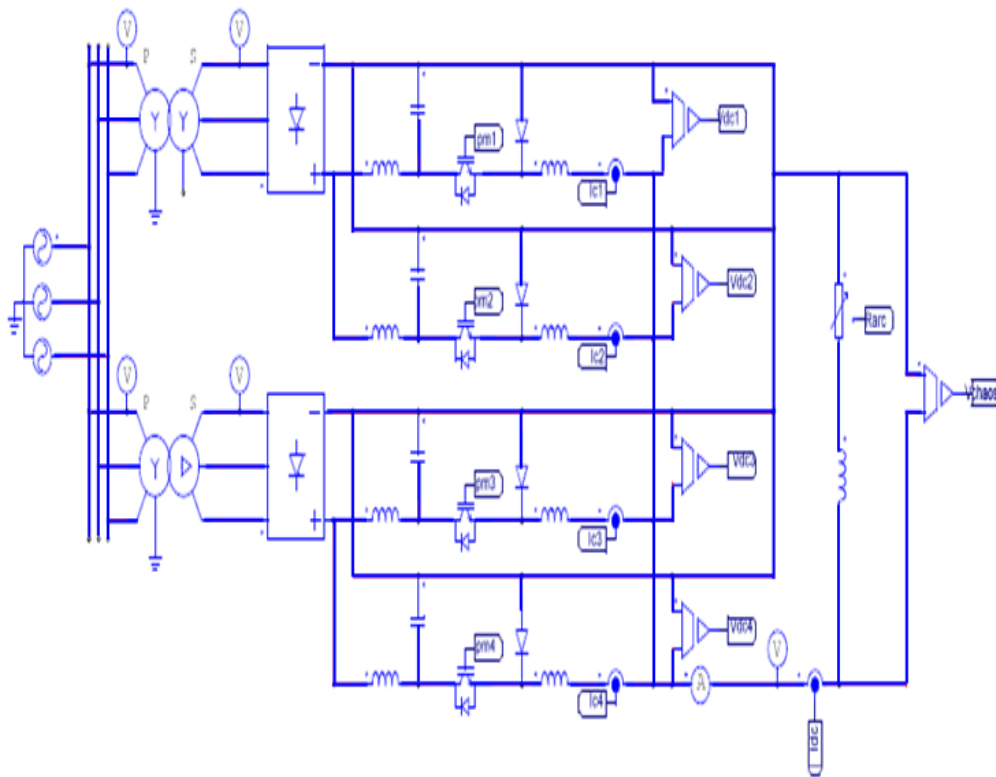 V
V
P
S
Y
Y
pm1
Vdc1
Ic1
pm2
Vdc2
Ic2
Rarc
V
V
P
S
Y
Vchaos
pm3
Vdc3
Ic3
pm4
Vdc4
V
A
Ic4
Idc